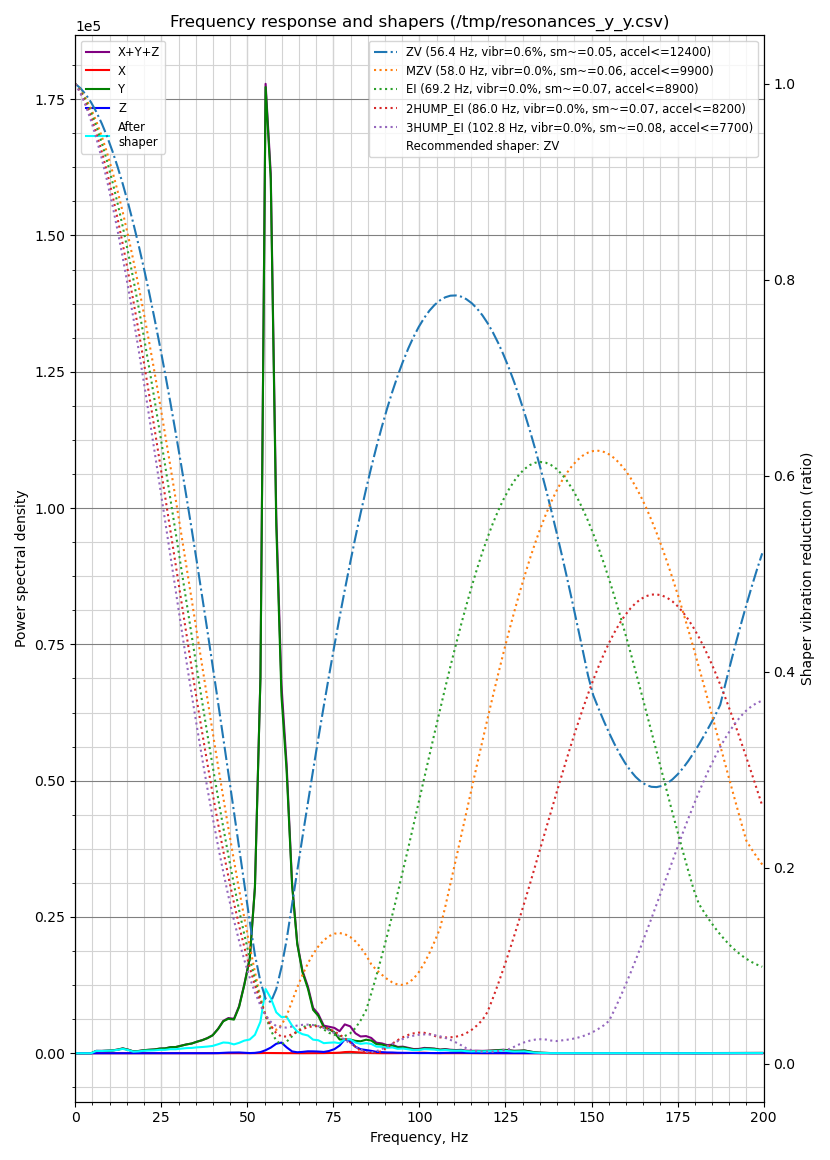 Frequency response and shapers (/tmp/resonances_y_y.csv)
1e5
X+Y+Z
X
Y
Z
After
shaper
ZV (56.4 Hz, vibr=0.6%, sm~=0.05, accel<=12400)
MZV (58.0 Hz, vibr=0.0%, sm~=0.06, accel<=9900)
EI (69.2 Hz, vibr=0.0%, sm~=0.07, accel<=8900)
2HUMP_EI (86.0 Hz, vibr=0.0%, sm~=0.07, accel<=8200)
3HUMP_EI (102.8 Hz, vibr=0.0%, sm~=0.08, accel<=7700)
Recommended shaper: ZV
Power spectral density
1.75
1.50
1.25
1.00
0.75
0.50
0.25
0.00
1.0
0.8
0.6
0.4
0.2
0.0
Shaper vibration reduction (ratio)
0 25 50 75 100 125 150 175 200
Frequency, Hz